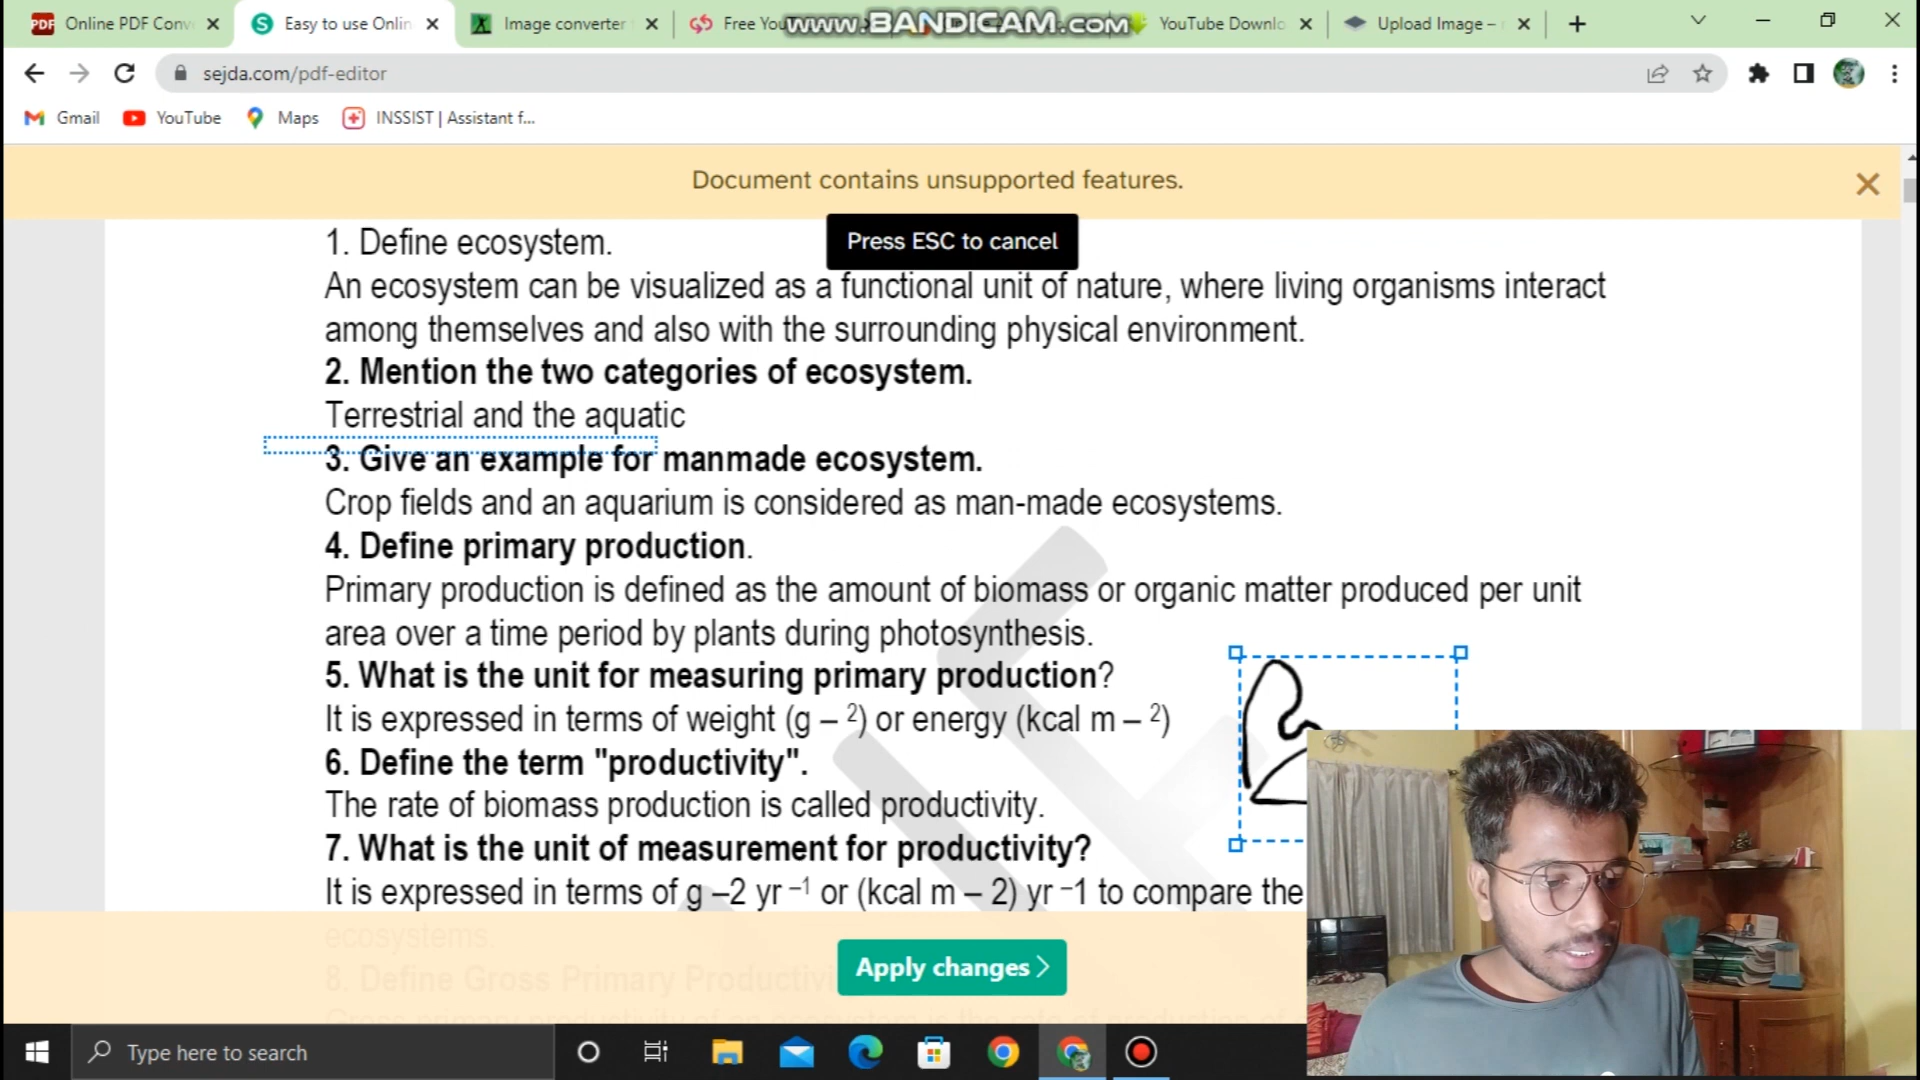 Online PDF Conv
Easy to use Onlin
Image converter
Free You
www.BANDICAM.com
YouTube Downlo
Upload Image –
sejda.com/pdf-editor
Gmail
YouTube
Maps
INSSIST | Assistant f...
Document contains unsupported features.
Press ESC to cancel
1. Define ecosystem.
An ecosystem can be visualized as a functional unit of nature, where living organisms interact
among themselves and also with the surrounding physical environment.
2. Mention the two categories of ecosystem.
Terrestrial and the aquatic
3. Give an example for manmade ecosystem.
Crop fields and an aquarium is considered as man-made ecosystems.
4. Define primary production.
Primary production is defined as the amount of biomass or organic matter produced per unit
area over a time period by plants during photosynthesis.
5. What is the unit for measuring primary production?
It is expressed in terms of weight (g – ²) or energy (kcal m – ²)
6. Define the term "productivity".
The rate of biomass production is called productivity.
7. What is the unit of measurement for productivity?
It is expressed in terms of g –2 yr ⁻¹ or (kcal m – 2) yr ⁻1 to compare the
ecosystems.
8. Define Gross Primary Productivi
Apply changes
Type here to search